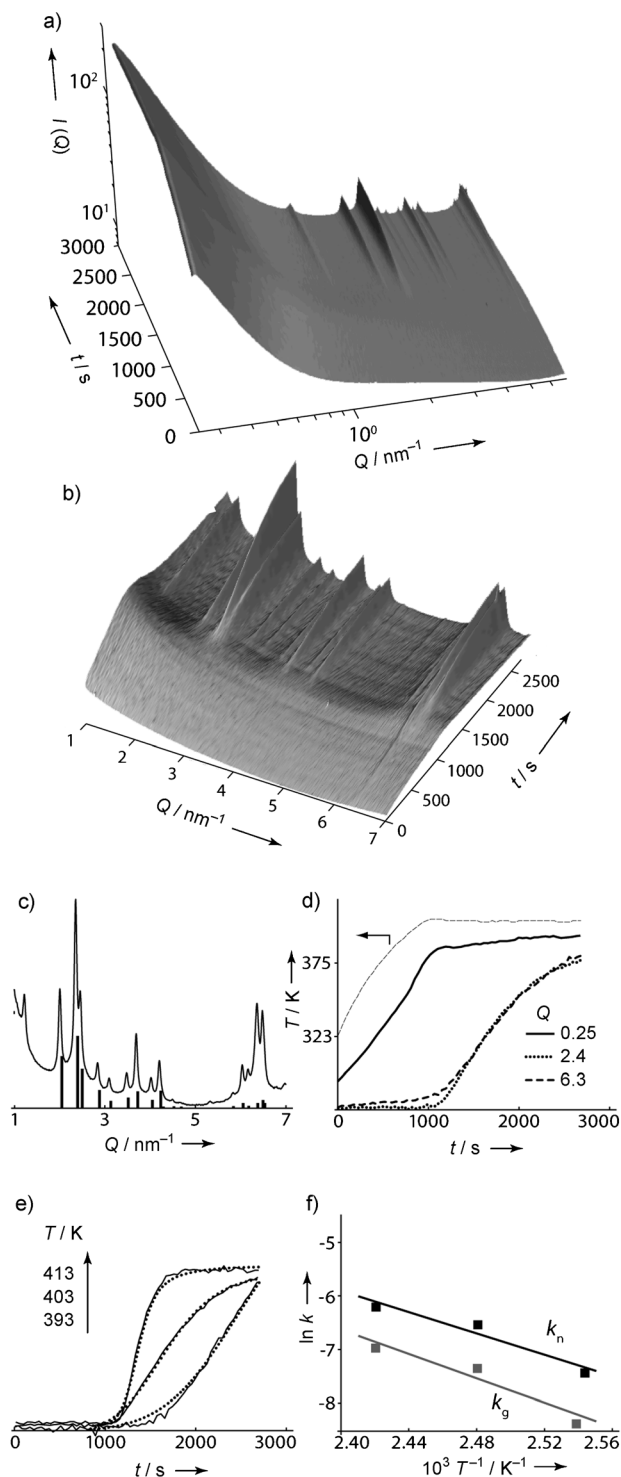 a)
I (Q)
10²
10¹
3000
2500
2000
1500
1000
500
0
t / s
10⁰
Q / nm⁻¹
b)
1
2
3
4
5
6
7
Q / nm⁻¹
0
500
1000
1500
2000
2500
t / s
c)
1 3 5 7
Q / nm⁻¹
d)
T / K
375
323
Q
0.25
2.4
6.3
0 1000 2000 3000
t / s
e)
T / K
413
403
393
0 1000 2000 3000
t / s
f)
ln k
-5
-6
-7
-8
kn
kg
2.40 2.44 2.48 2.52 2.56
10³ T⁻¹ / K⁻¹